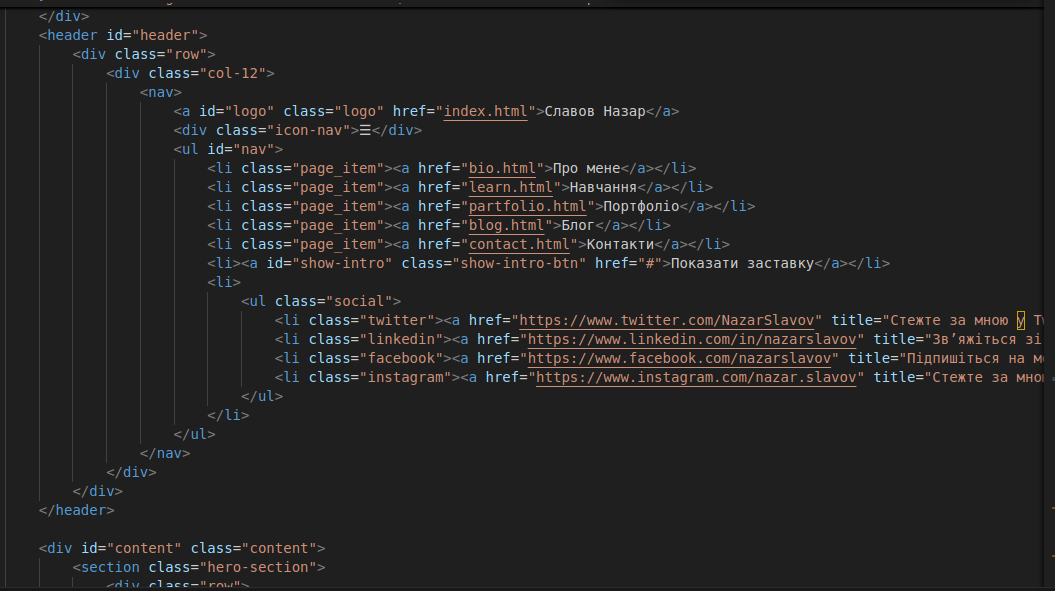 </div>
<header id="header">
<div class="row">
<div class="col-12">
<nav>
<a id="logo" class="logo" href="index.html">Славов Назар</a>
<div class="icon-nav">☰</div>
<ul id="nav">
<li class="page_item"><a href="bio.html">Про мене</a></li>
<li class="page_item"><a href="learn.html">Навчання</a></li>
<li class="page_item"><a href="partfolio.html">Портфоліо</a></li>
<li class="page_item"><a href="blog.html">Блог</a></li>
<li class="page_item"><a href="contact.html">Контакти</a></li>
<li><a id="show-intro" class="show-intro-btn" href="#">Показати заставку</a></li>
<li>
<ul class="social">
<li class="twitter"><a href="https://www.twitter.com/NazarSlavov" title="Стежте за мною у
<li class="linkedin"><a href="https://www.linkedin.com/in/nazarslavov" title="Зв’яжіться зі
<li class="facebook"><a href="https://www.facebook.com/nazarslavov" title="Підпишіться на
<li class="instagram"><a href="https://www.instagram.com/nazar.slavov" title="Стежте за
</ul>
</li>
</ul>
</nav>
</div>
</div>
</header>
<div id="content" class="content">
<section class="hero-section">
<div class="row">